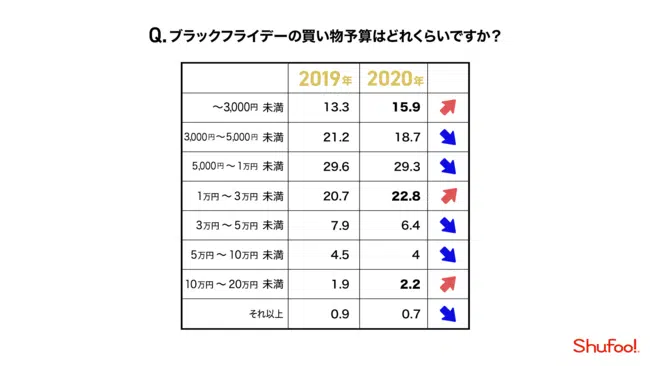 Q. ブラックフライデーの買い物予算はどれくらいですか？
2019年 2020年
〜3,000円 未満 13.3 15.9
3,000円〜5,000円 未満 21.2 18.7
5,000円〜1万円 未満 29.6 29.3
1万円〜3万円 未満 20.7 22.8
3万円〜5万円 未満 7.9 6.4
5万円〜10万円 未満 4.5 4
10万円〜20万円 未満 1.9 2.2
それ以上 0.9 0.7
Shufoo!